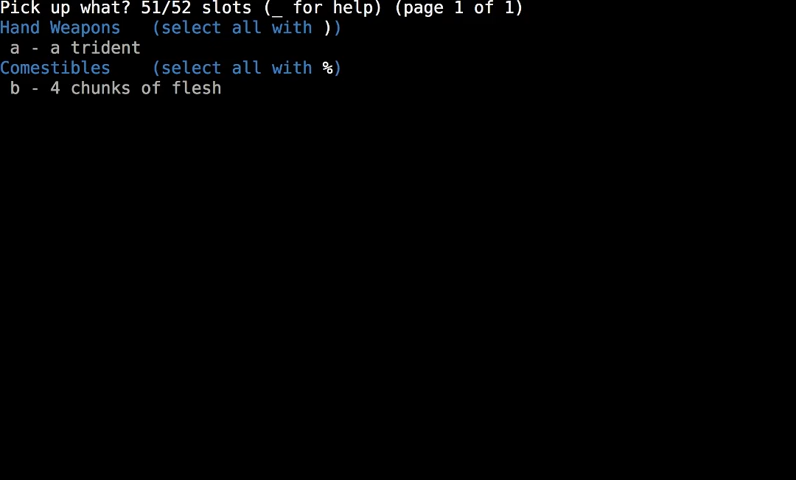 Pick up what? 51/52 slots (_ for help) (page 1 of 1)
Hand Weapons   (select all with ))
a - a trident
Comestibles    (select all with %)
b - 4 chunks of flesh